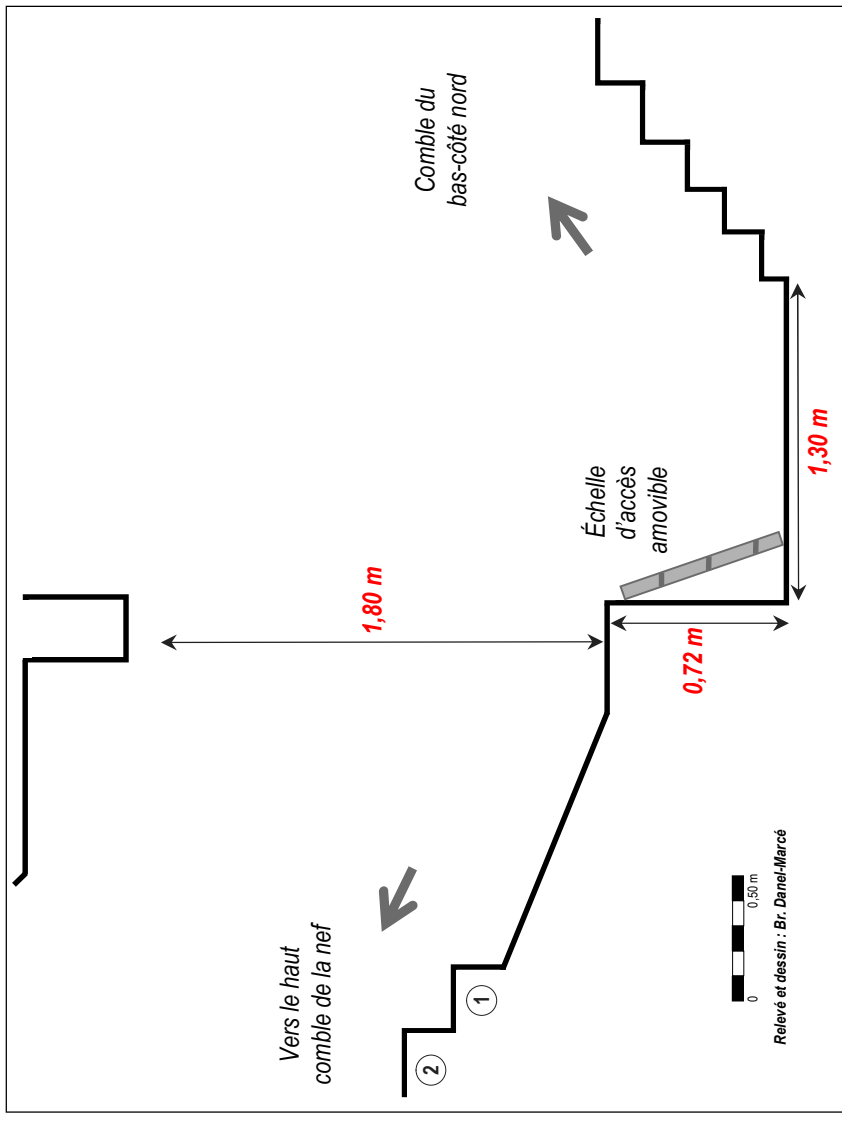 Vers le haut
comble de la nef
2
1
1,80 m
Comble du
bas-côté nord
Échelle
d'accès
amovible
0,72 m
1,30 m
0
0,50 m
Relevé et dessin : Br. Danel-Marcé